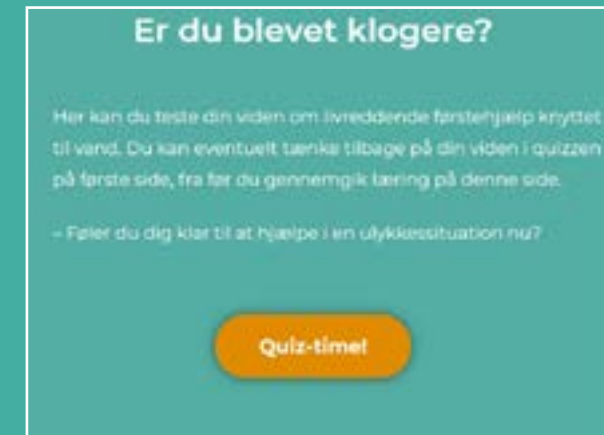 Er du blevet klogere?
Her kan du teste din viden om livreddende førstehjælp knyttet
til vand. Du kan eventuelt tænke tilbage på din viden i quizzen
på første side, fra før du gennemgik læring på denne side.
– Føler du dig klar til at hjælpe i en ulykkessituation nu?
Quiz-time!